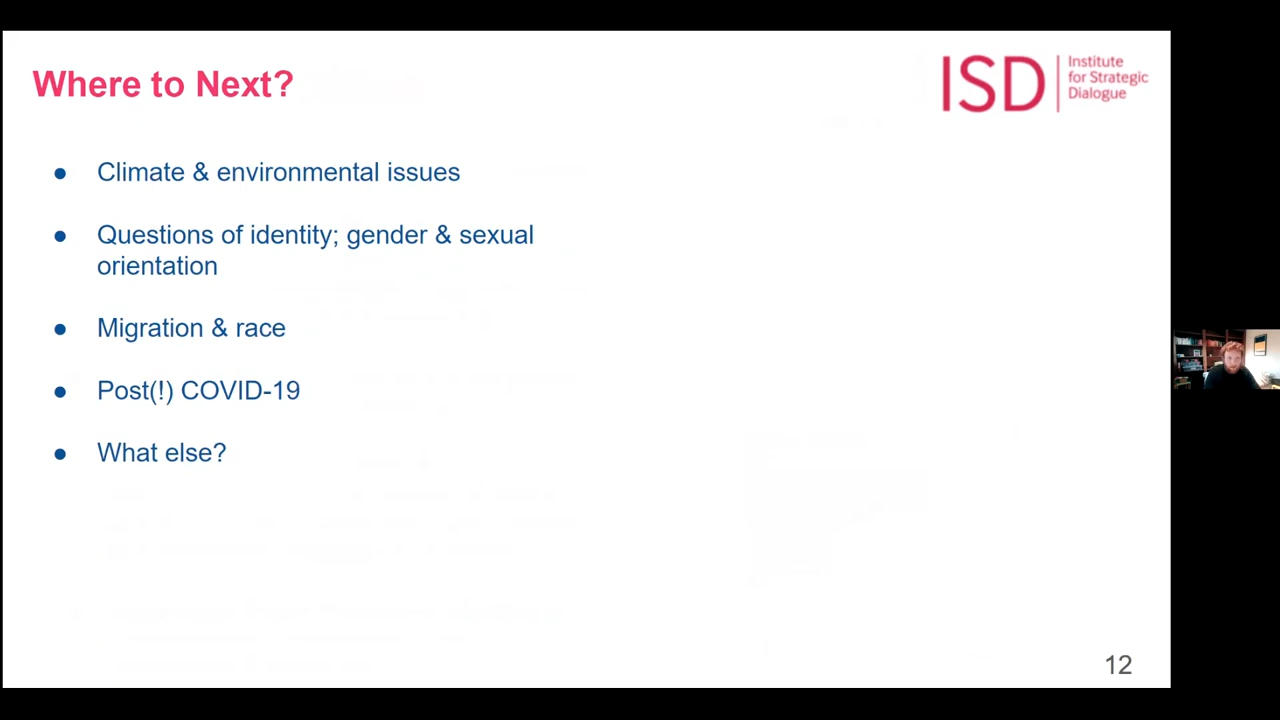 Where to Next?
ISD
Institute
for Strategic
Dialogue
● Climate & environmental issues
● Questions of identity; gender & sexual
orientation
● Migration & race
● Post(!) COVID-19
● What else?
12